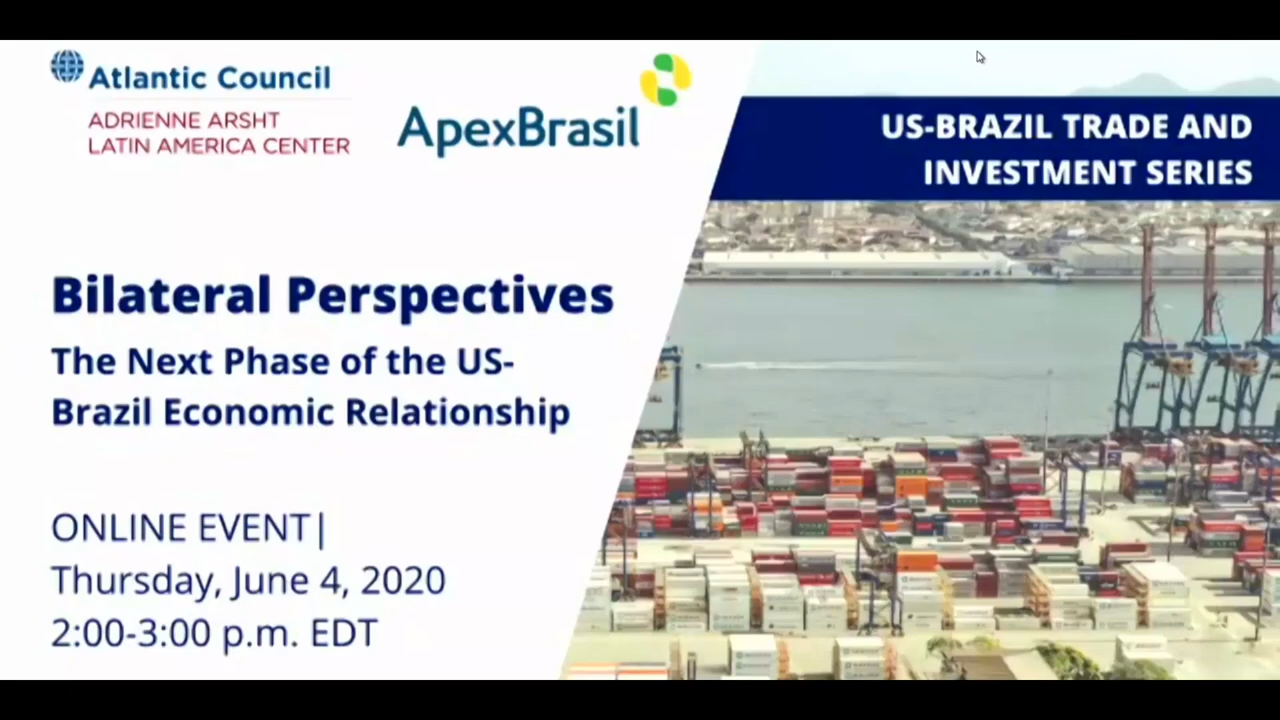 Atlantic Council
ADRIENNE ARSHT
LATIN AMERICA CENTER
ApexBrasil
US-BRAZIL TRADE AND
INVESTMENT SERIES
Bilateral Perspectives
The Next Phase of the US-
Brazil Economic Relationship
ONLINE EVENT|
Thursday, June 4, 2020
2:00-3:00 p.m. EDT